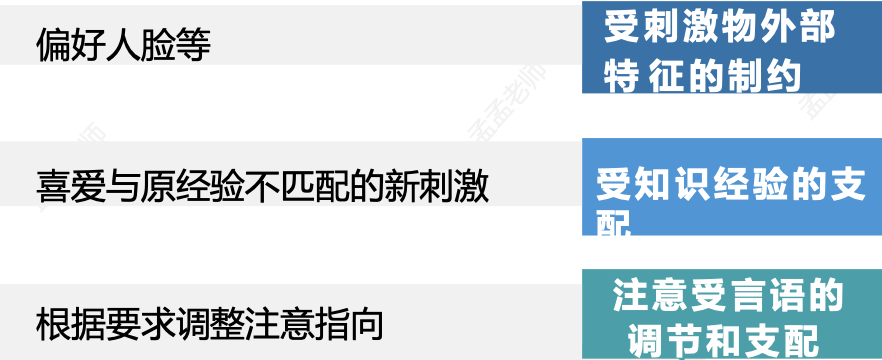 偏好人脸等
受刺激物外部
特征的制约
孟孟老师
喜爱与原经验不匹配的新刺激
受知识经验的支
配
根据要求调整注意指向
注意受言语的
调节和支配